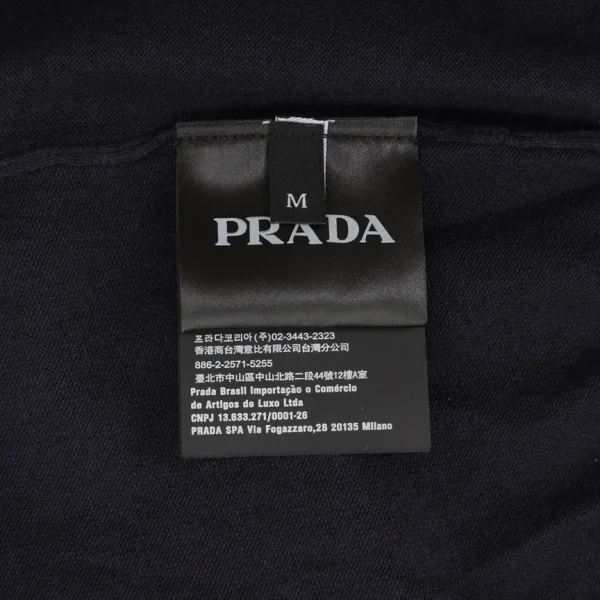 M
PRADA
프라다코리아(주)02-3443-2323
香港商台灣意比有限公司台灣分公司
886-2-2571-5255
臺北市中山區中山北路二段44號12樓A室
Prada Brasil Importação o Comércio
de Artigos de Luxo Ltda
CNPJ 13.633.271/0001-26
PRADA SPA Via Fogazzaro,28 20135 Milano